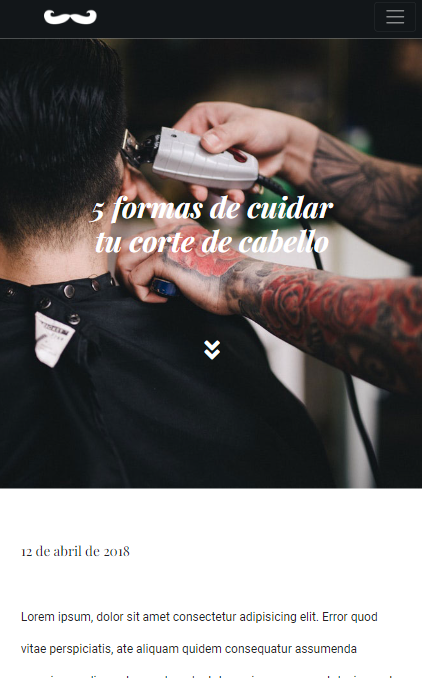 5 formas de cuidar
tu corte de cabello
12 de abril de 2018
Lorem ipsum, dolor sit amet consectetur adipisicing elit. Error quod
vitae perspiciatis, ate aliquam quidem consequatur assumenda